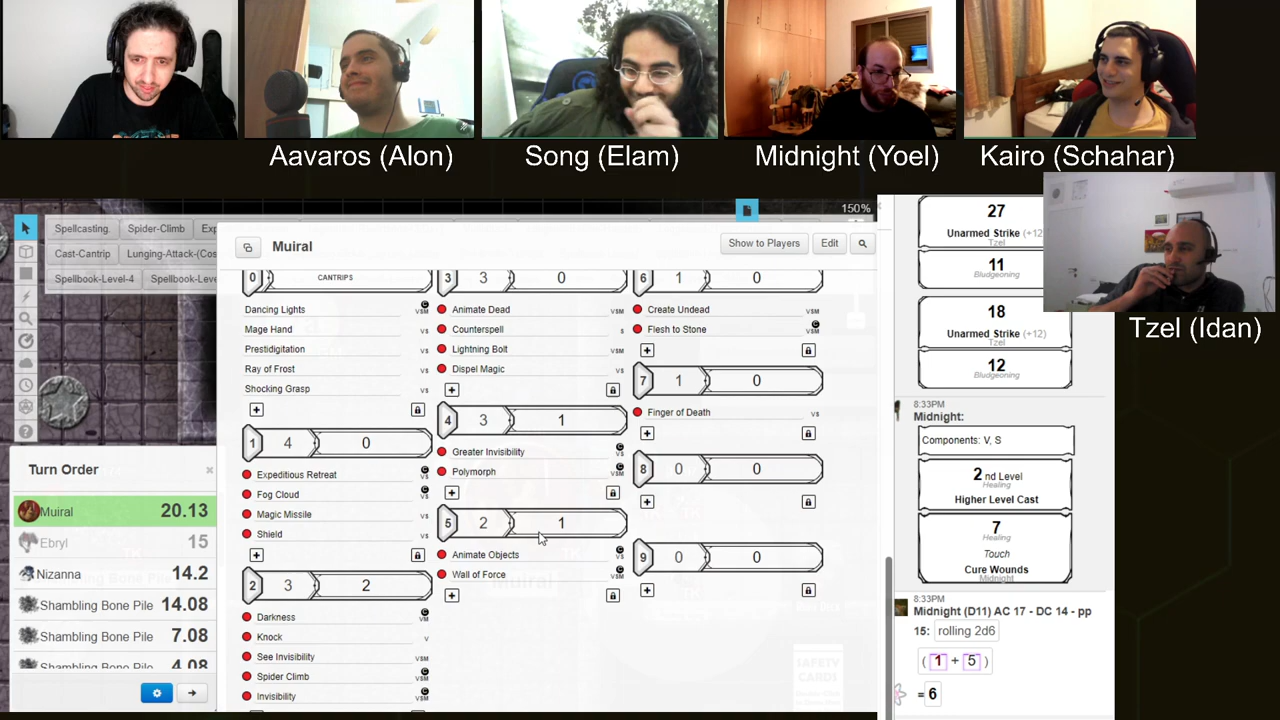 Aavaros (Alon)
Song (Elam)
Midnight (Yoel)
Kairo (Schahar)
Tzel (Idan)
150%
Spellcasting.
Spider-Climb
Cast-Cantrip
Lunging-Attack-(Cos
Spellbook-Level-4
Spellbook-Leve
Muiral
Show to Players
Edit
0
CANTRIPS
Dancing Lights
Mage Hand
Prestidigitation
Ray of Frost
Shocking Grasp
+
1 4 0
Expeditious Retreat
Fog Cloud
Magic Missile
Shield
+
2 3 2
Darkness
Knock
See Invisibility
Spider Climb
Invisibility
3 3 0
Animate Dead
Counterspell
Lightning Bolt
Dispel Magic
+
4 3 1
Greater Invisibility
Polymorph
+
5 2 1
Animate Objects
Wall of Force
+
6 1 0
Create Undead
Flesh to Stone
+
7 1 0
Finger of Death
+
8 0 0
+
9 0 0
+
Turn Order
Muiral 20.13
Ebryl 15
Nizanna 14.2
Shambling Bone Pile 14.08
Shambling Bone Pile 7.08
Shambling Bone Pile 4.08
27
Unarmed Strike (+12)
Tzel
11
Bludgeoning
18
Unarmed Strike (+12)
Tzel
12
Bludgeoning
8:33PM
Midnight:
Components: V, S
2nd Level
Healing
Higher Level Cast
7
Healing
Touch
Cure Wounds
Midnight
8:33PM
Midnight (D11) AC 17 - DC 14 - pp
15: rolling 2d6
( 1 + 5 )
= 6